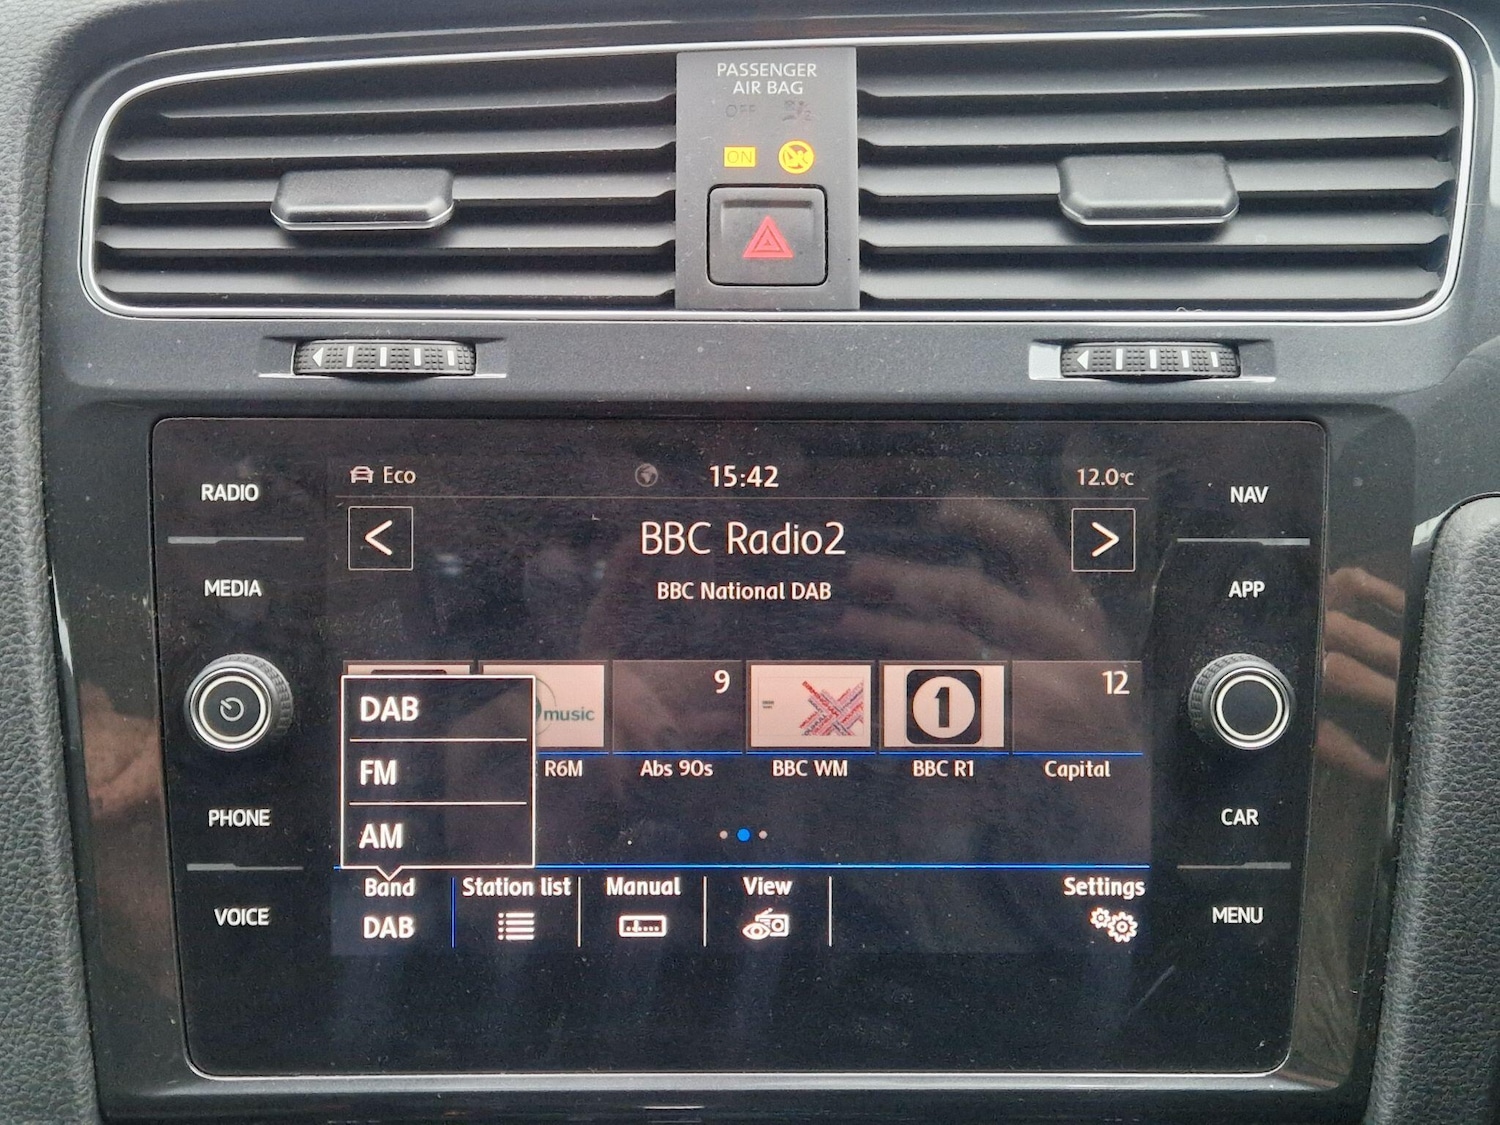 PASSENGER
AIR BAG
OFF
ON
RADIO
MEDIA
PHONE
VOICE
Eco
15:42
12.0°C
<
BBC Radio2
>
BBC National DAB
music
9
1
12
R6M
Abs 90s
BBC WM
BBC R1
Capital
DAB
FM
AM
Band
DAB
Station list
Manual
View
Settings
NAV
APP
CAR
MENU